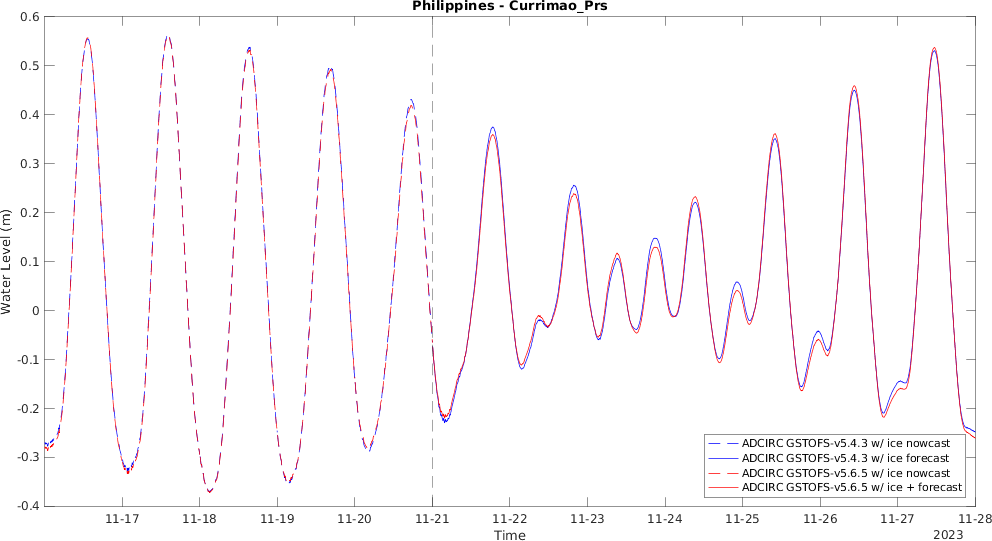 Philippines - Currimao_Prs
0.6
0.5
0.4
0.3
0.2
0.1
0
-0.1
-0.2
-0.3
-0.4
Water Level (m)
ADCIRC GSTOFS-v5.4.3 w/ ice nowcast
ADCIRC GSTOFS-v5.4.3 w/ ice forecast
ADCIRC GSTOFS-v5.6.5 w/ ice nowcast
ADCIRC GSTOFS-v5.6.5 w/ ice + forecast
11-17 11-18 11-19 11-20 11-21 11-22 11-23 11-24 11-25 11-26 11-27 11-28
Time
2023